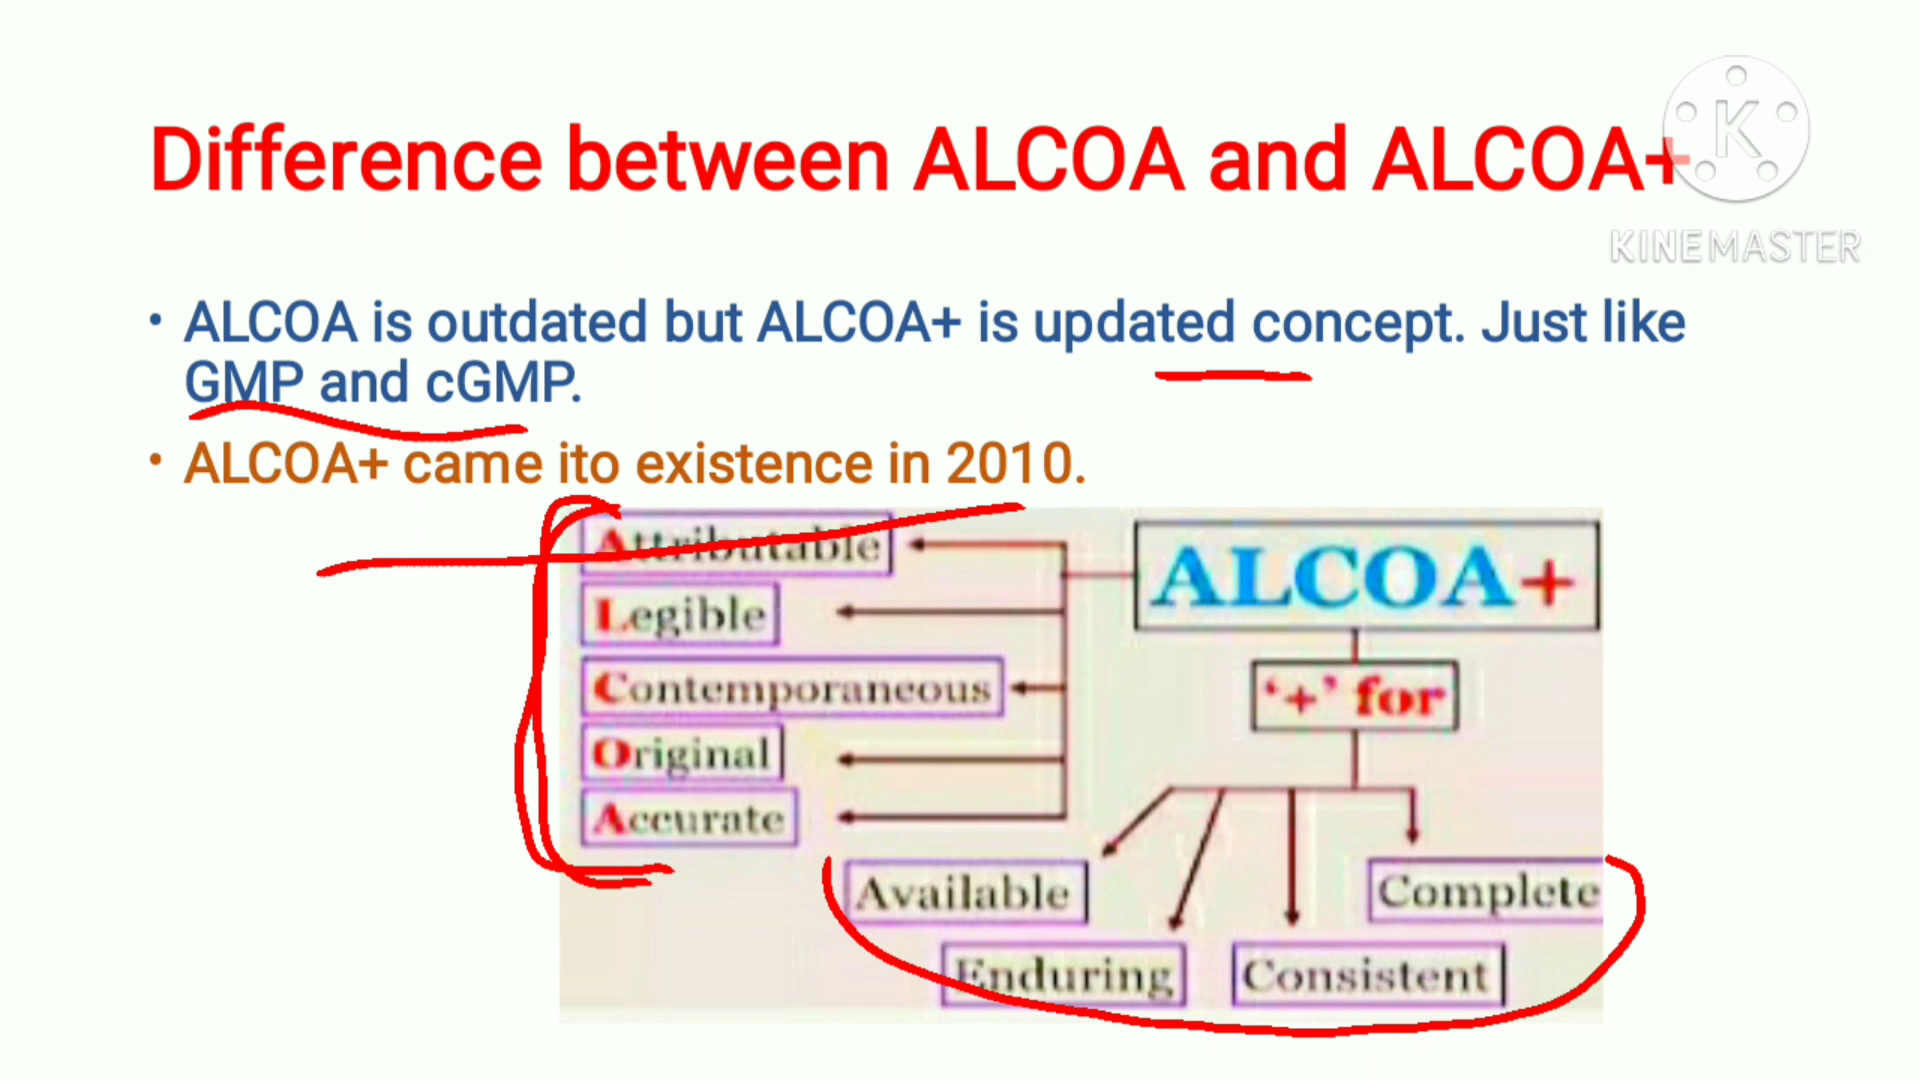 Difference between ALCOA and ALCOA+
K
KINEMASTER
• ALCOA is outdated but ALCOA+ is updated concept. Just like
GMP and cGMP.
• ALCOA+ came ito existence in 2010.
Attributable
Legible
Contemporaneous
Original
Accurate
ALCOA+
‘+’ for
Available
Complete
Enduring
Consistent